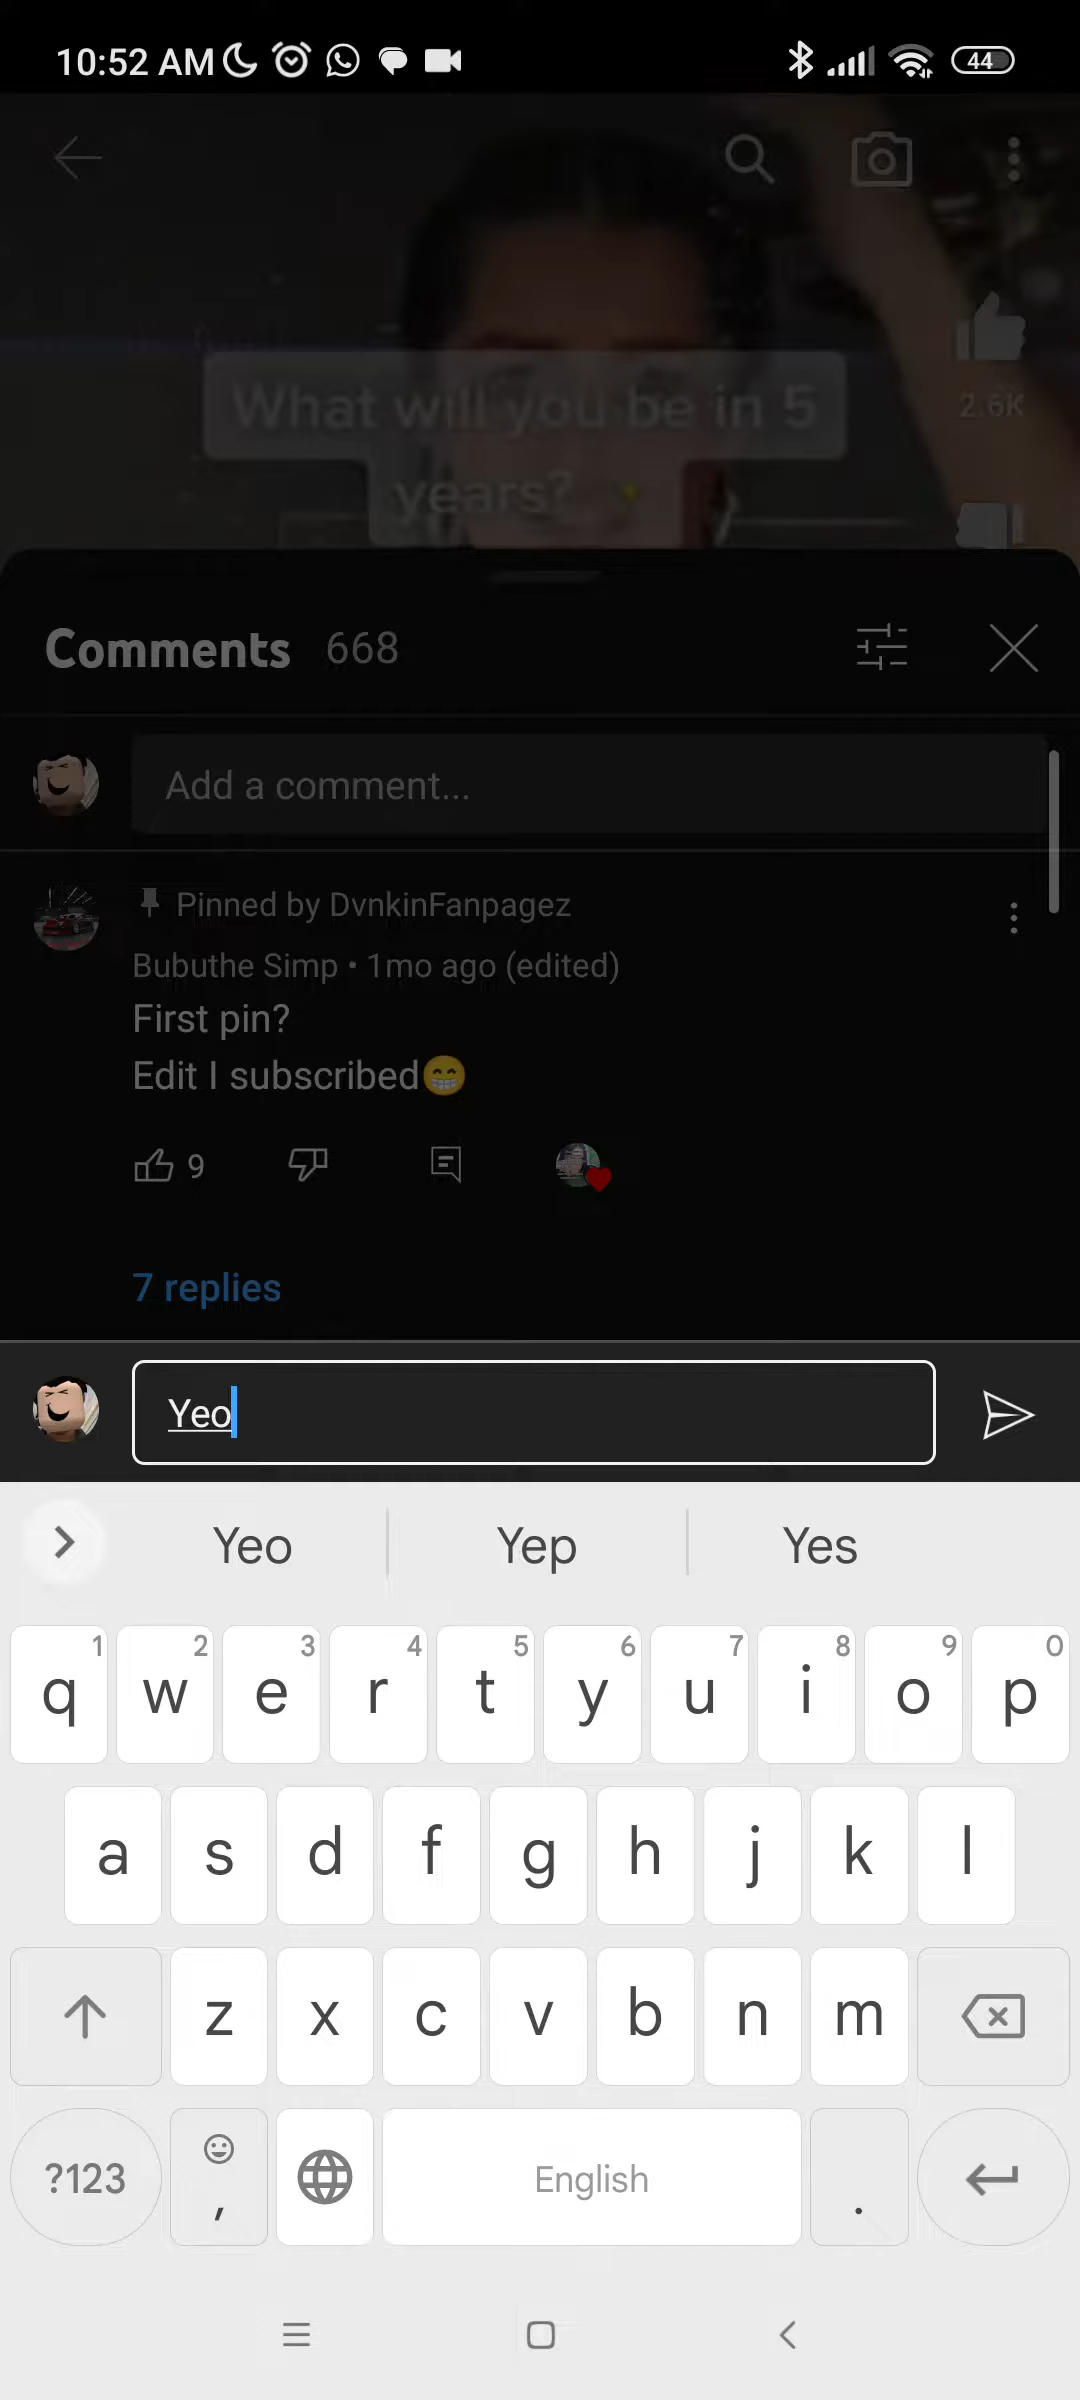 10:52 AM
44
2.6K
What will you be in 5
years?
Comments 668
Add a comment...
Pinned by DvnkinFanpagez
Bubuthe Simp • 1mo ago (edited)
First pin?
Edit I subscribed😁
9
7 replies
Yeo
Yeo Yep Yes
1 2 3 4 5 6 7 8 9 0
q w e r t y u i o p
a s d f g h j k l
z x c v b n m
?123 , English .